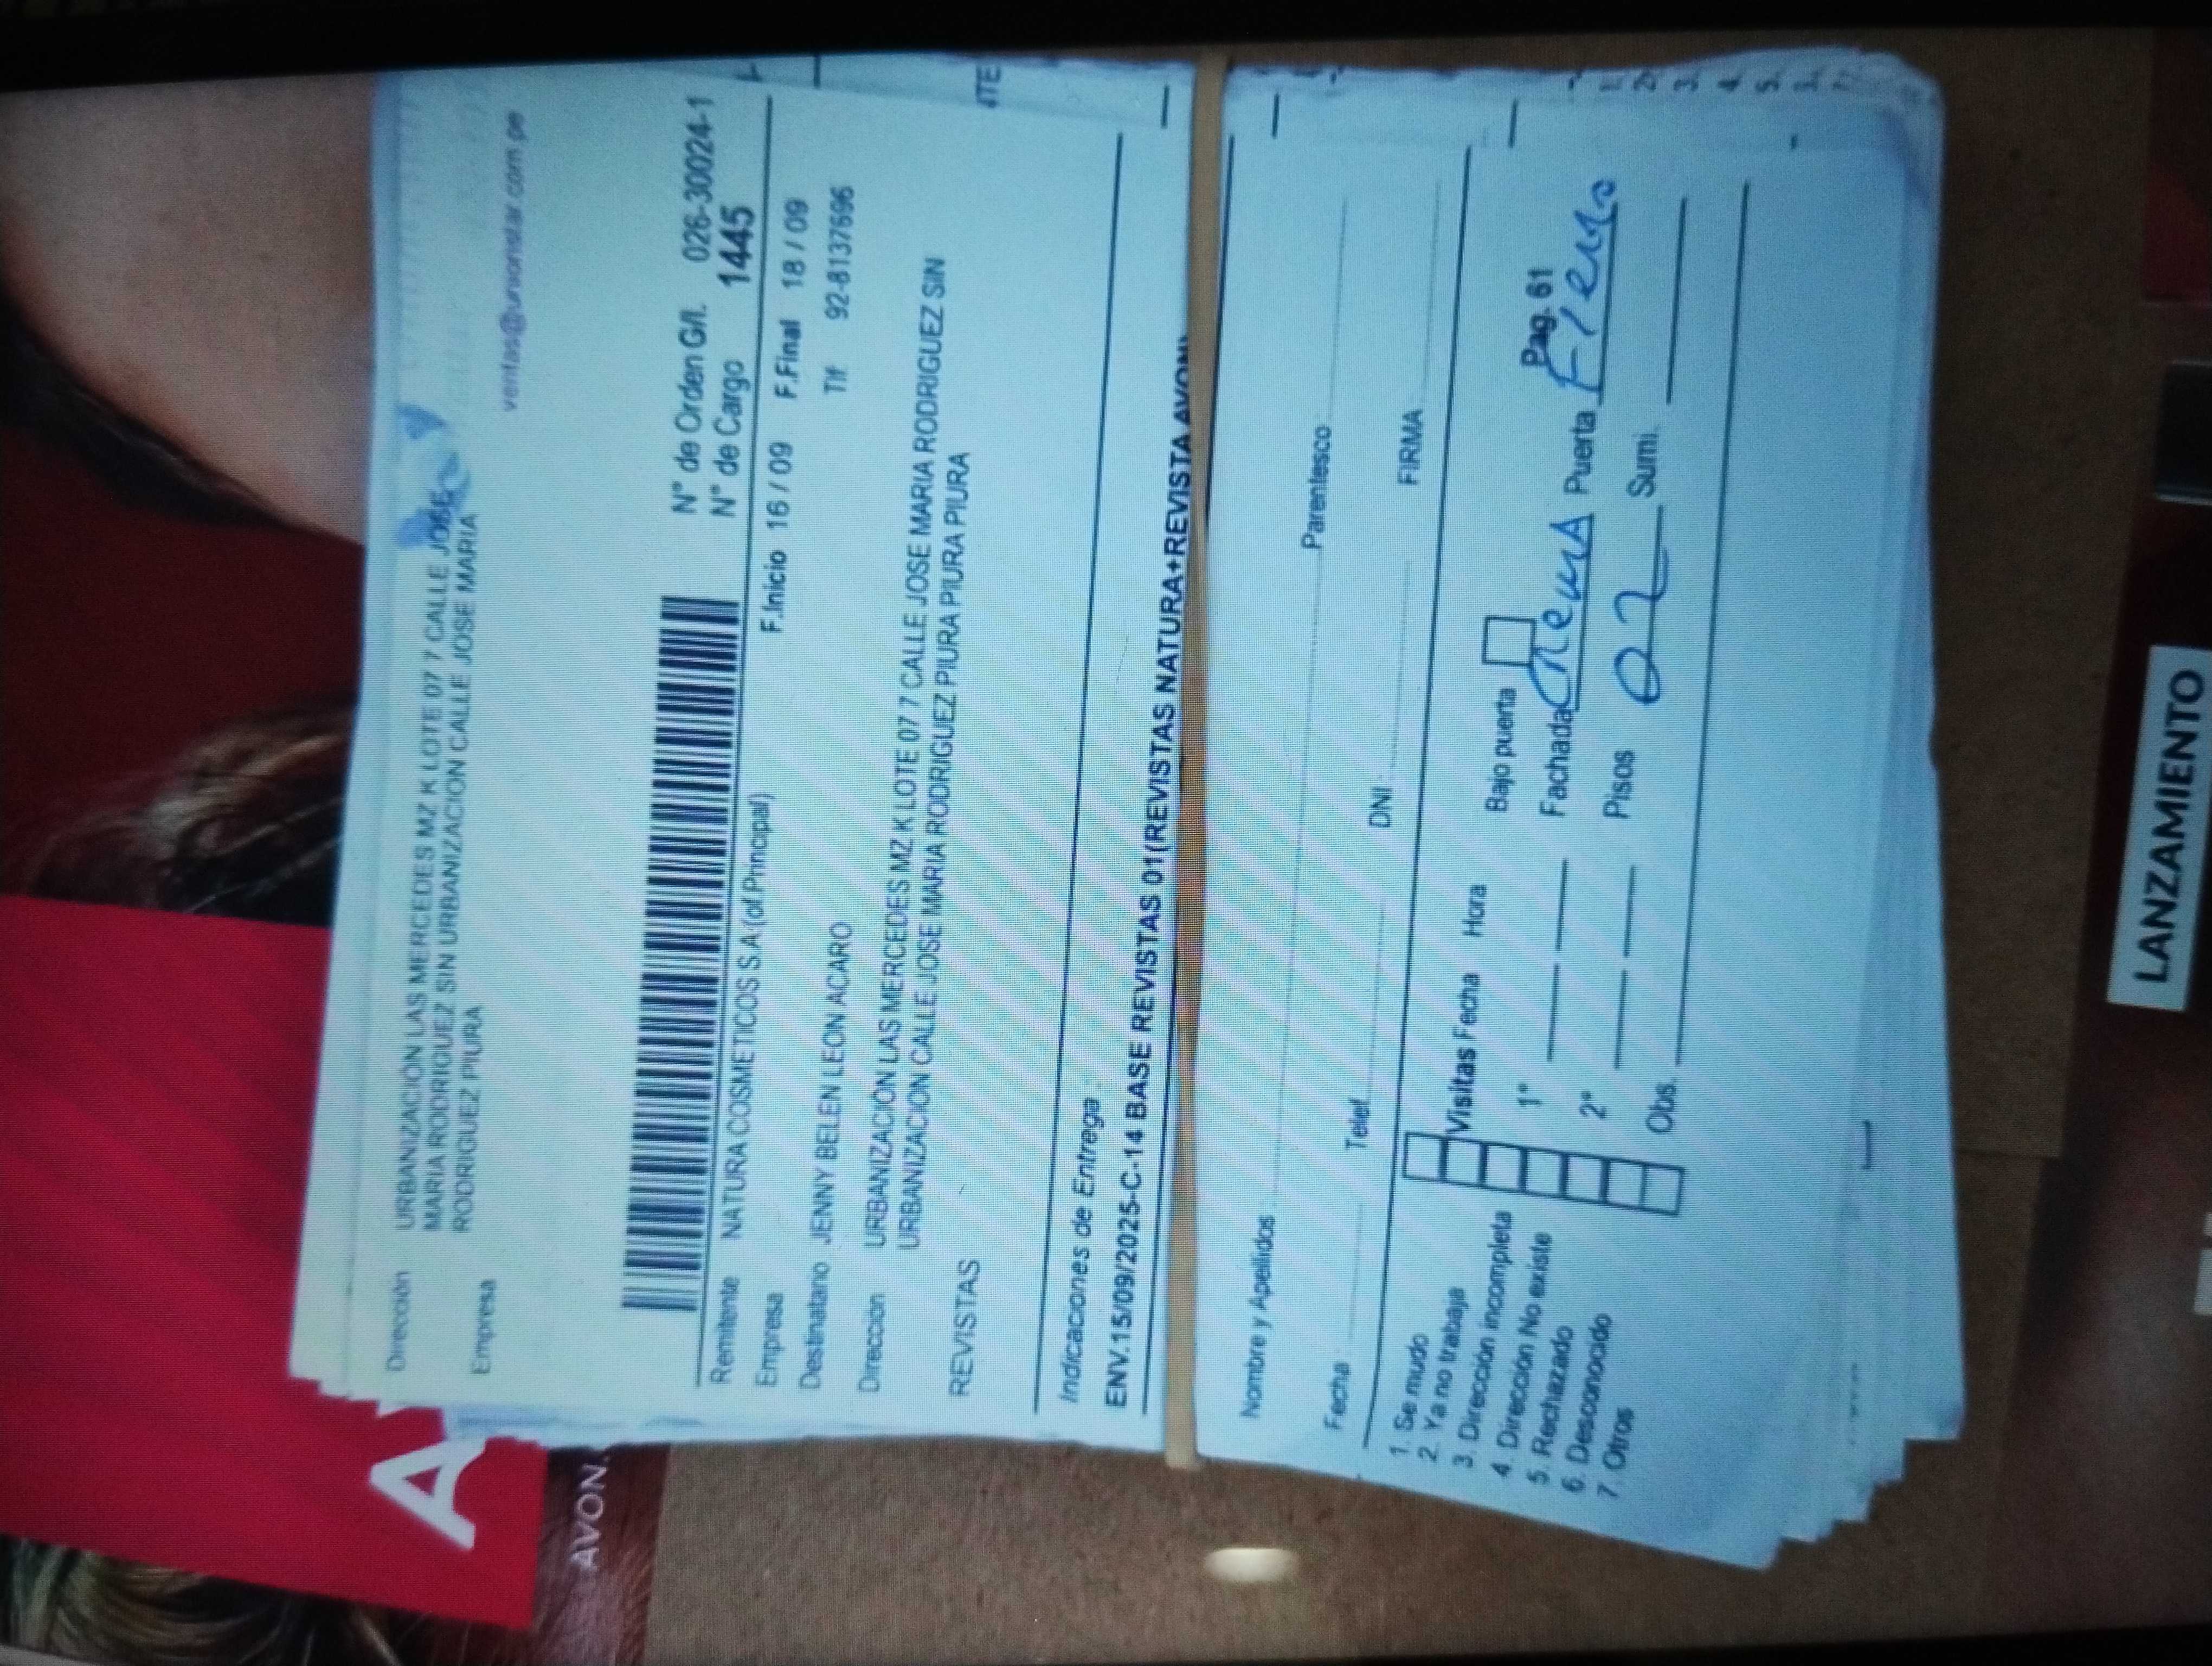 Dirección URBANIZACIÓN LAS MERCEDES MZ K LOTE 07 7 CALLE JOSE
MARIA RODRIGUEZ SIN URBANIZACION CALLE JOSE MARIA
RODRIGUEZ PIURA
Empresa
ventas@unionstar.com.pe
N° de Orden G/I. 026-30024-1
N° de Cargo 1445
Remitente NATURA COSMETICOS S.A.(of.Principal)
F.Inicio 16 / 09 F.Final 18 / 09
Empresa
Destinatario JENNY BELEN LEON ACARO
Tlf 92-8137696
Dirección URBANIZACIÓN LAS MERCEDES MZ K LOTE 07 7 CALLE JOSE MARIA RODRIGUEZ SIN
URBANIZACION CALLE JOSE MARIA RODRIGUEZ PIURA PIURA PIURA
REVISTAS
Indicaciones de Entrega :
ENV.15/09/2025-C-14 BASE REVISTAS 01(REVISTAS NATURA+REVISTA AVON)
Nombre y Apellidos Parentesco
Fecha Telef. DNI : FIRMA
1. Se mudo
2. Ya no trabaja
3. Dirección incompleta
4. Dirección No existe
5. Rechazado
6. Desconocido
7. Otros
Visitas Fecha Hora
1°
2°
Obs.
Bajo puerta
Pag. 61
Fachada Crema Puerta Fierro
Pisos 02 Sumi.
AVON
LANZAMIENTO